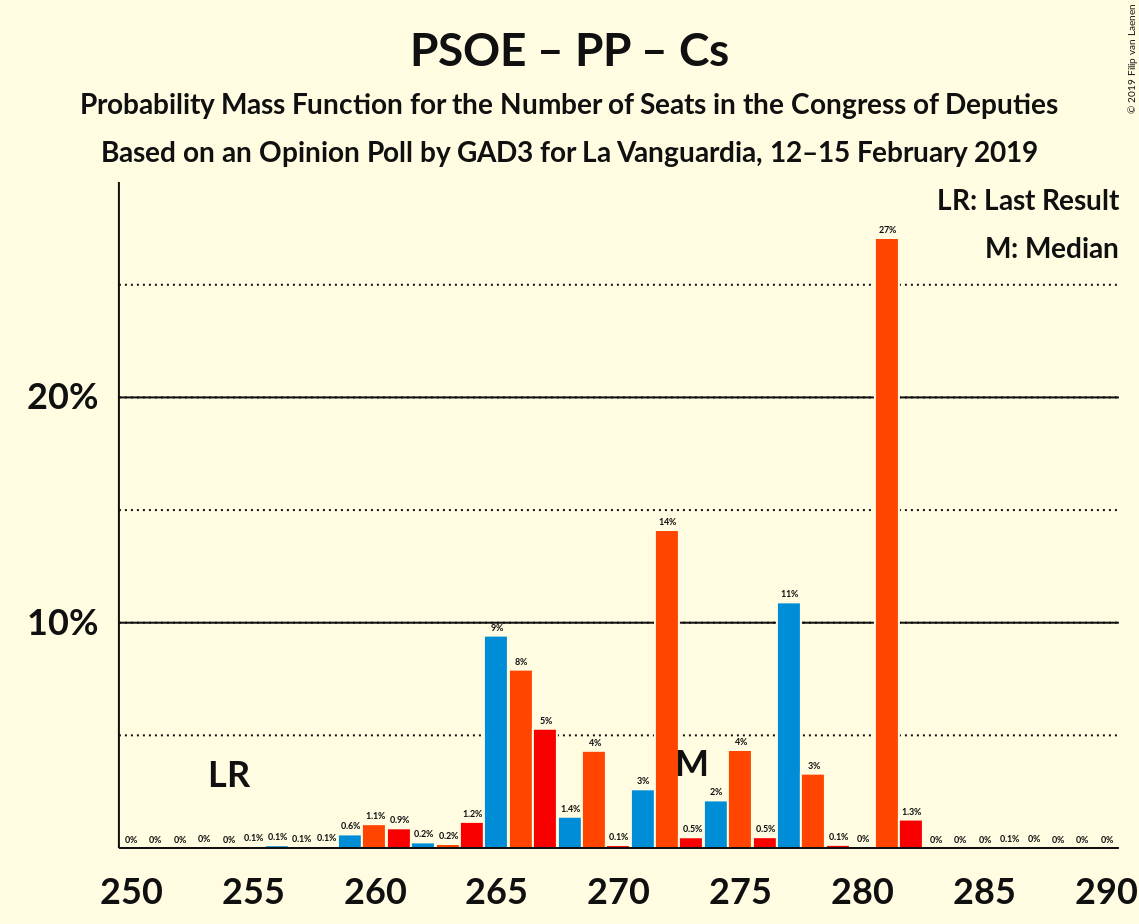 PSOE – PP – Cs
Probability Mass Function for the Number of Seats in the Congress of Deputies
Based on an Opinion Poll by GAD3 for La Vanguardia, 12–15 February 2019
© 2019 Filip van Laenen
LR: Last Result
M: Median
20%
10%
0% 0% 0% 0% 0% 0.1% 0.1% 0.1% 0.1% 0.6% 1.1% 0.9% 0.2% 0.2% 1.2% 9% 8% 5% 1.4% 4% 0.1% 3% 14% 0.5% 2% 4% 0.5% 11% 3% 0.1% 0% 27% 1.3% 0% 0% 0% 0.1% 0% 0% 0% 0%
LR M
250 255 260 265 270 275 280 285 290